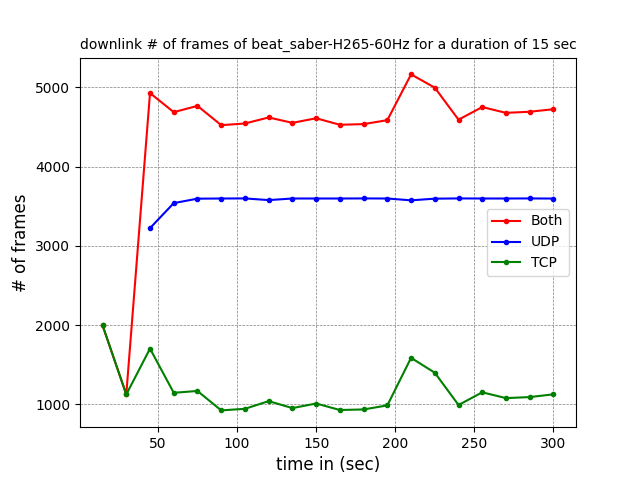 downlink # of frames of beat_saber-H265-60Hz for a duration of 15 sec
5000
4000
3000
2000
1000
# of frames
Both
UDP
TCP
50
100
150
200
250
300
time in (sec)